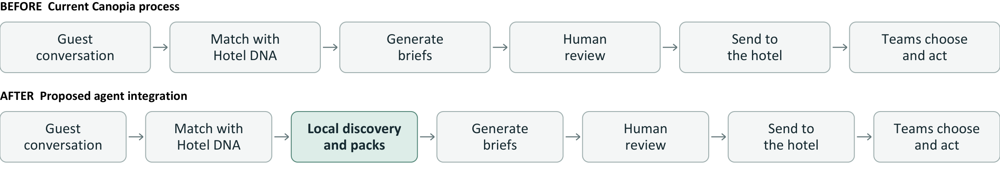 BEFORE  Current Canopia process
Guest
conversation
Match with
Hotel DNA
Generate
briefs
Human
review
Send to
the hotel
Teams choose
and act
AFTER  Proposed agent integration
Guest
conversation
Match with
Hotel DNA
Local discovery
and packs
Generate
briefs
Human
review
Send to
the hotel
Teams choose
and act